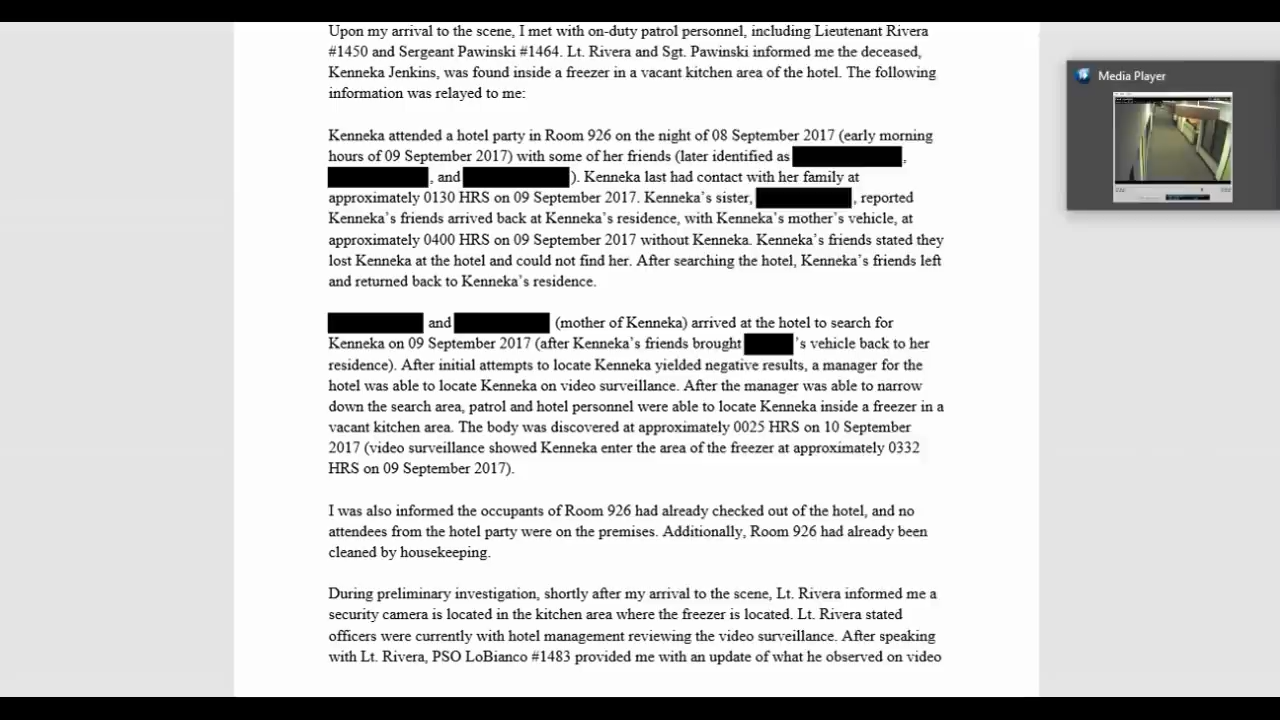 Upon my arrival to the scene, I met with on-duty patrol personnel, including Lieutenant Rivera
#1450 and Sergeant Pawinski #1464. Lt. Rivera and Sgt. Pawinski informed me the deceased,
Kenneka Jenkins, was found inside a freezer in a vacant kitchen area of the hotel. The following
information was relayed to me:
Kenneka attended a hotel party in Room 926 on the night of 08 September 2017 (early morning
hours of 09 September 2017) with some of her friends (later identified as ,
, and ). Kenneka last had contact with her family at
approximately 0130 HRS on 09 September 2017. Kenneka's sister, , reported
Kenneka's friends arrived back at Kenneka's residence, with Kenneka's mother's vehicle, at
approximately 0400 HRS on 09 September 2017 without Kenneka. Kenneka's friends stated they
lost Kenneka at the hotel and could not find her. After searching the hotel, Kenneka's friends left
and returned back to Kenneka's residence.
and (mother of Kenneka) arrived at the hotel to search for
Kenneka on 09 September 2017 (after Kenneka's friends brought 's vehicle back to her
residence). After initial attempts to locate Kenneka yielded negative results, a manager for the
hotel was able to locate Kenneka on video surveillance. After the manager was able to narrow
down the search area, patrol and hotel personnel were able to locate Kenneka inside a freezer in a
vacant kitchen area. The body was discovered at approximately 0025 HRS on 10 September
2017 (video surveillance showed Kenneka enter the area of the freezer at approximately 0332
HRS on 09 September 2017).
I was also informed the occupants of Room 926 had already checked out of the hotel, and no
attendees from the hotel party were on the premises. Additionally, Room 926 had already been
cleaned by housekeeping.
During preliminary investigation, shortly after my arrival to the scene, Lt. Rivera informed me a
security camera is located in the kitchen area where the freezer is located. Lt. Rivera stated
officers were currently with hotel management reviewing the video surveillance. After speaking
with Lt. Rivera, PSO LoBianco #1483 provided me with an update of what he observed on video
Media Player